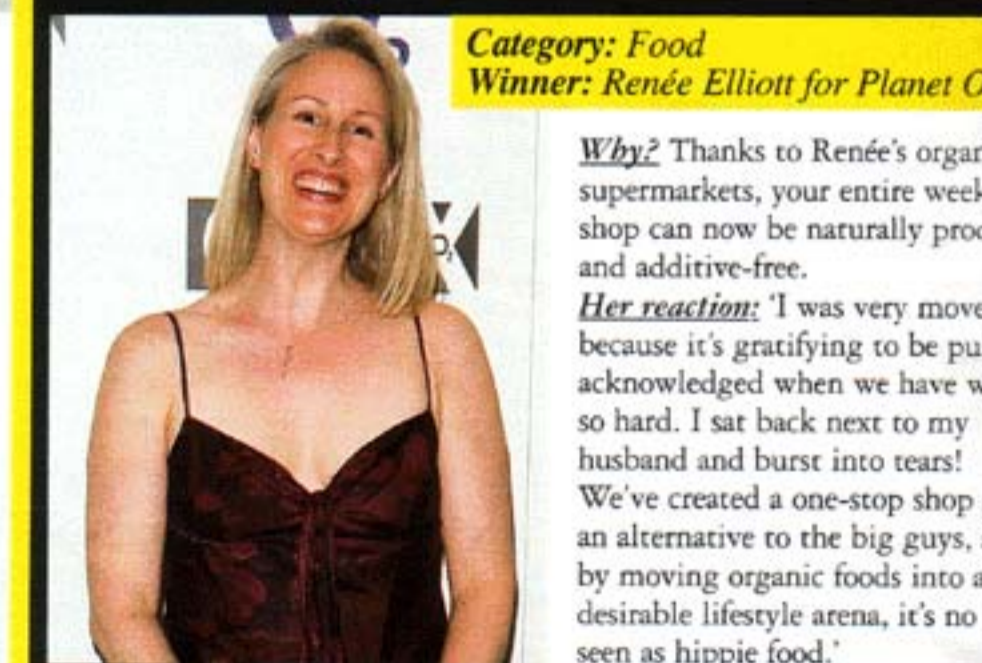 Category: Food
Winner: Renée Elliott for Planet O
Why? Thanks to Renée's organ
supermarkets, your entire week
shop can now be naturally prod
and additive-free.
Her reaction: 'I was very move
because it's gratifying to be pu
acknowledged when we have w
so hard. I sat back next to my
husband and burst into tears!
We've created a one-stop shop
an alternative to the big guys,
by moving organic foods into a
desirable lifestyle arena, it's no
seen as hippie food.'